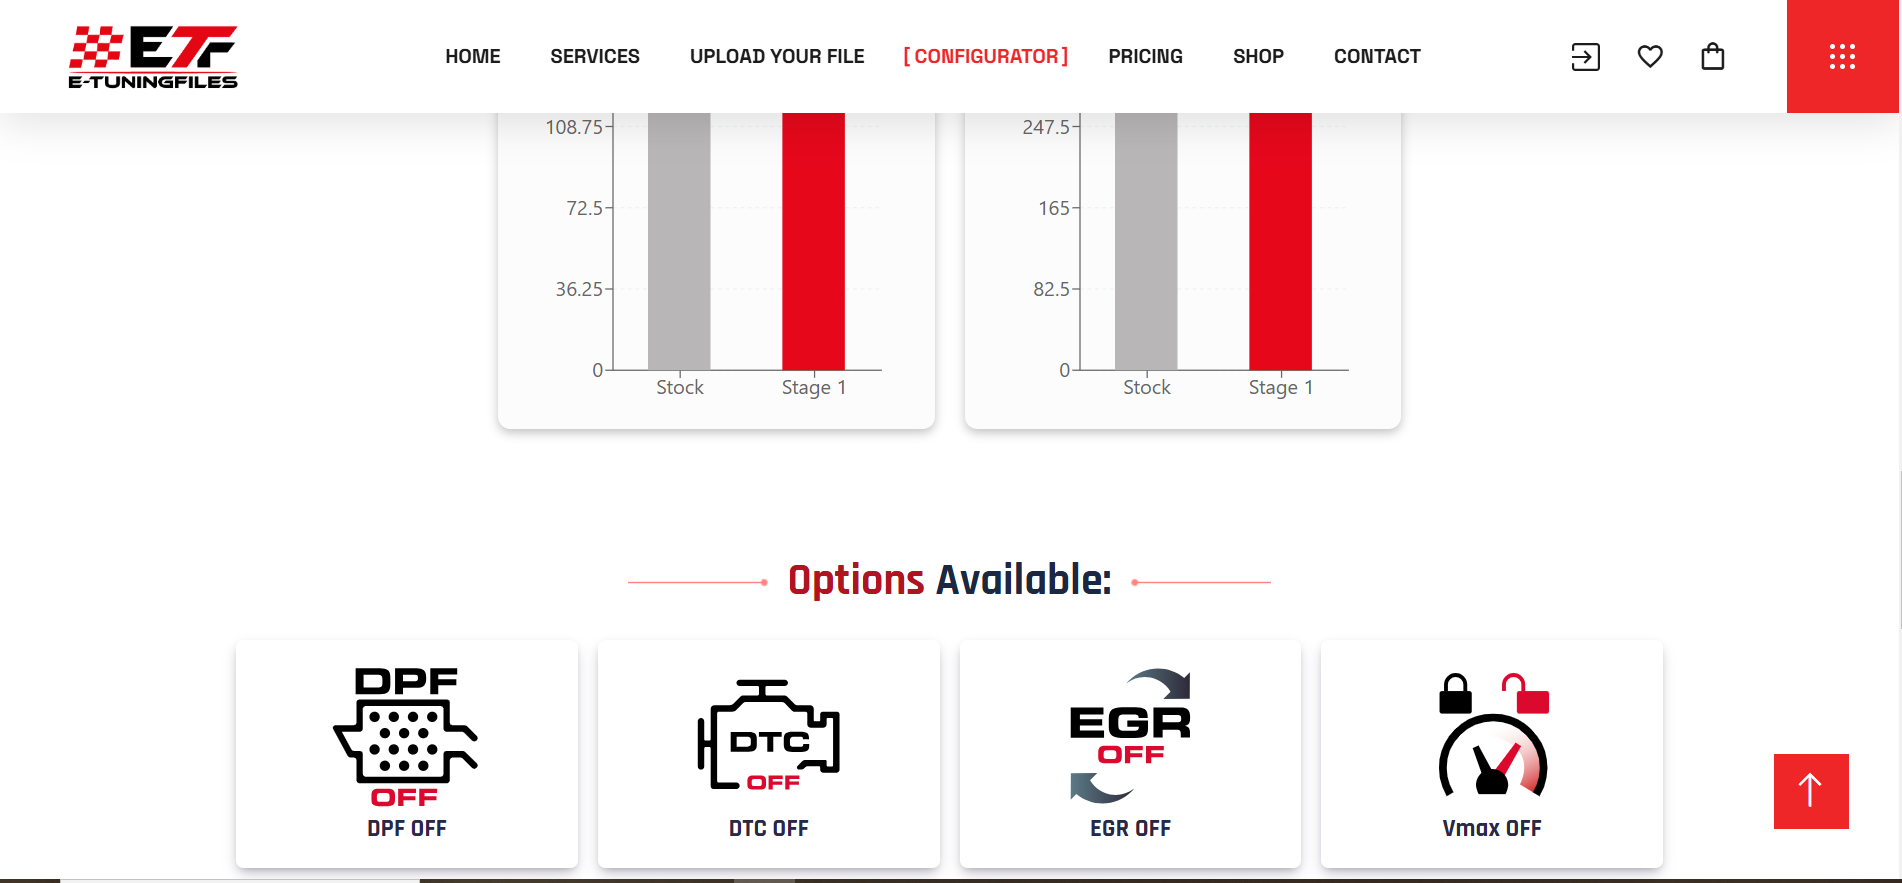 ETF
E-TUNINGFILES
HOME
SERVICES
UPLOAD YOUR FILE
[ CONFIGURATOR ]
PRICING
SHOP
CONTACT
108.75
72.5
36.25
0
Stock
Stage 1
247.5
165
82.5
0
Stock
Stage 1
Options Available:
DPF
OFF
DPF OFF
DTC
OFF
DTC OFF
EGR
OFF
EGR OFF
Vmax OFF